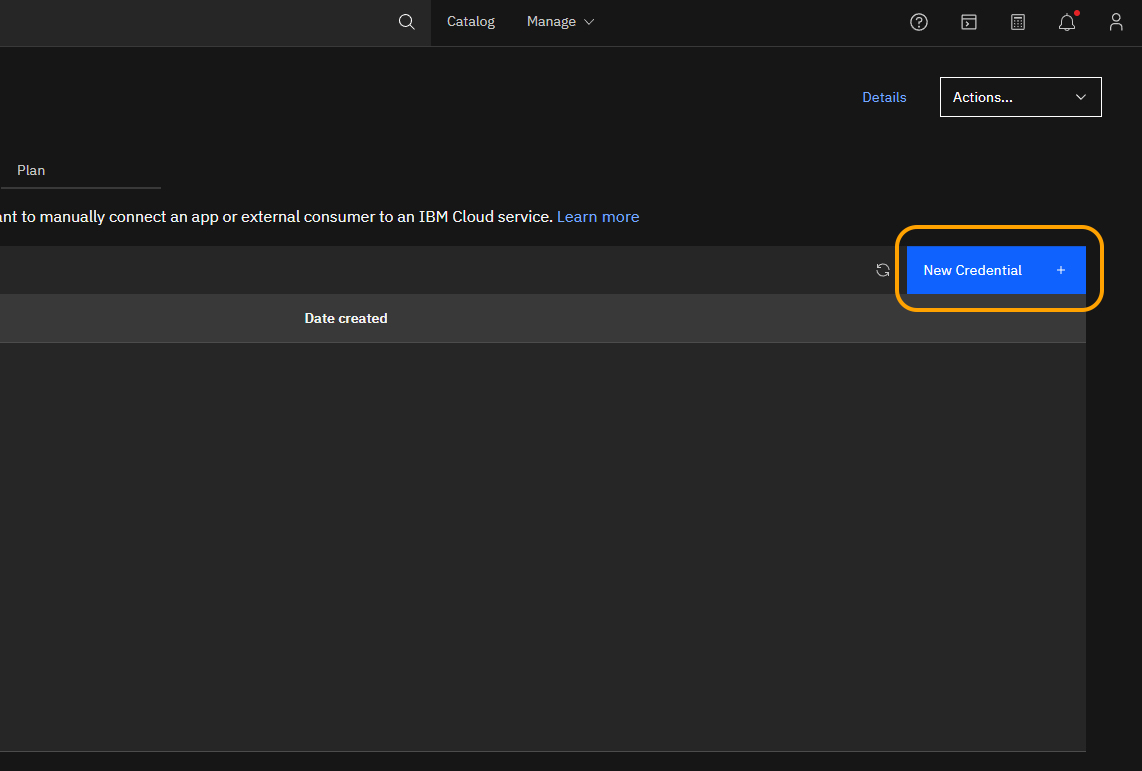 Catalog Manage
Details Actions...
Plan
nt to manually connect an app or external consumer to an IBM Cloud service. Learn more
New Credential +
Date created